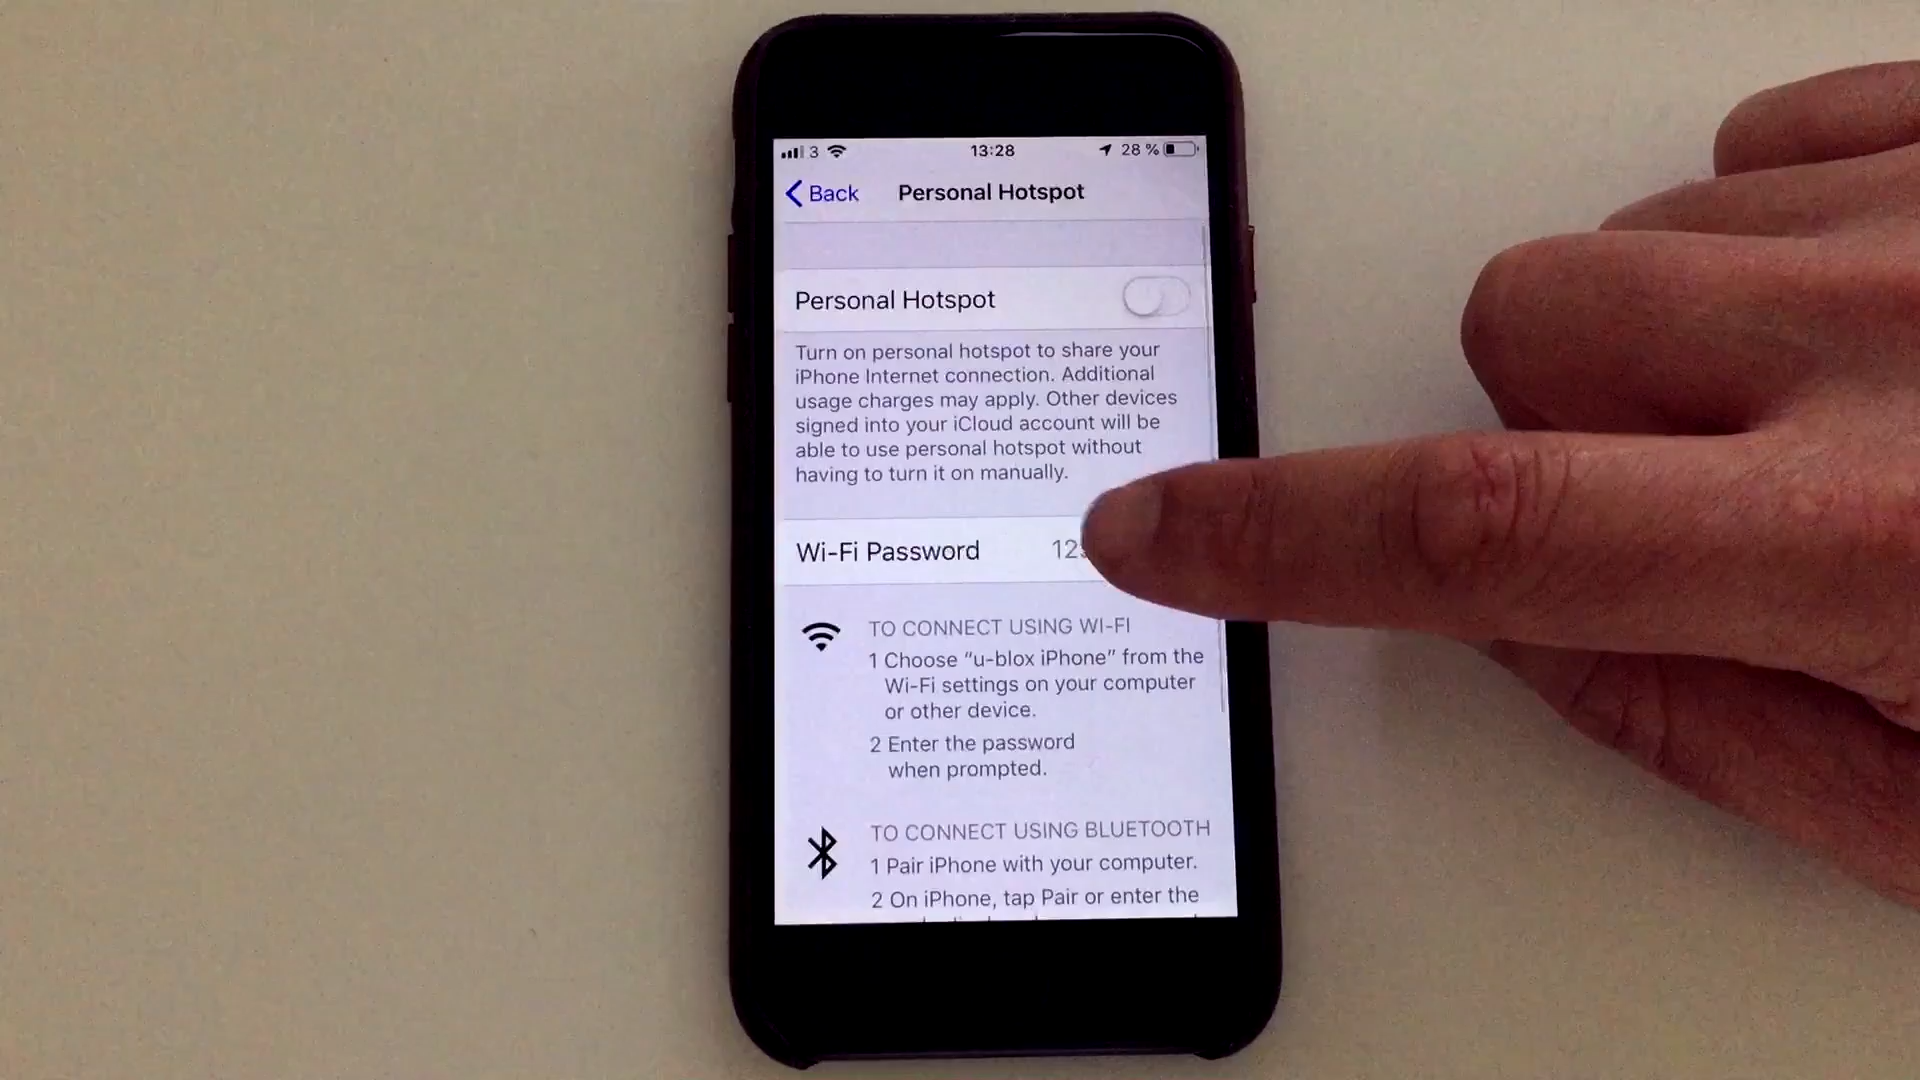 3 13:28 28 %
Back Personal Hotspot
Personal Hotspot
Turn on personal hotspot to share your
iPhone Internet connection. Additional
usage charges may apply. Other devices
signed into your iCloud account will be
able to use personal hotspot without
having to turn it on manually.
Wi-Fi Password
TO CONNECT USING WI-FI
1 Choose “u-blox iPhone” from the
Wi-Fi settings on your computer
or other device.
2 Enter the password
when prompted.
TO CONNECT USING BLUETOOTH
1 Pair iPhone with your computer.
2 On iPhone, tap Pair or enter the